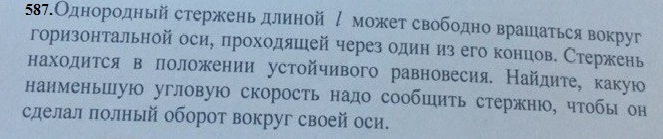 587.Однородный стержень длиной l может свободно вращаться вокруг
горизонтальной оси, проходящей через один из его концов. Стержень
находится в положении устойчивого равновесия. Найдите, какую
наименьшую угловую скорость надо сообщить стержню, чтобы он
сделал полный оборот вокруг своей оси.